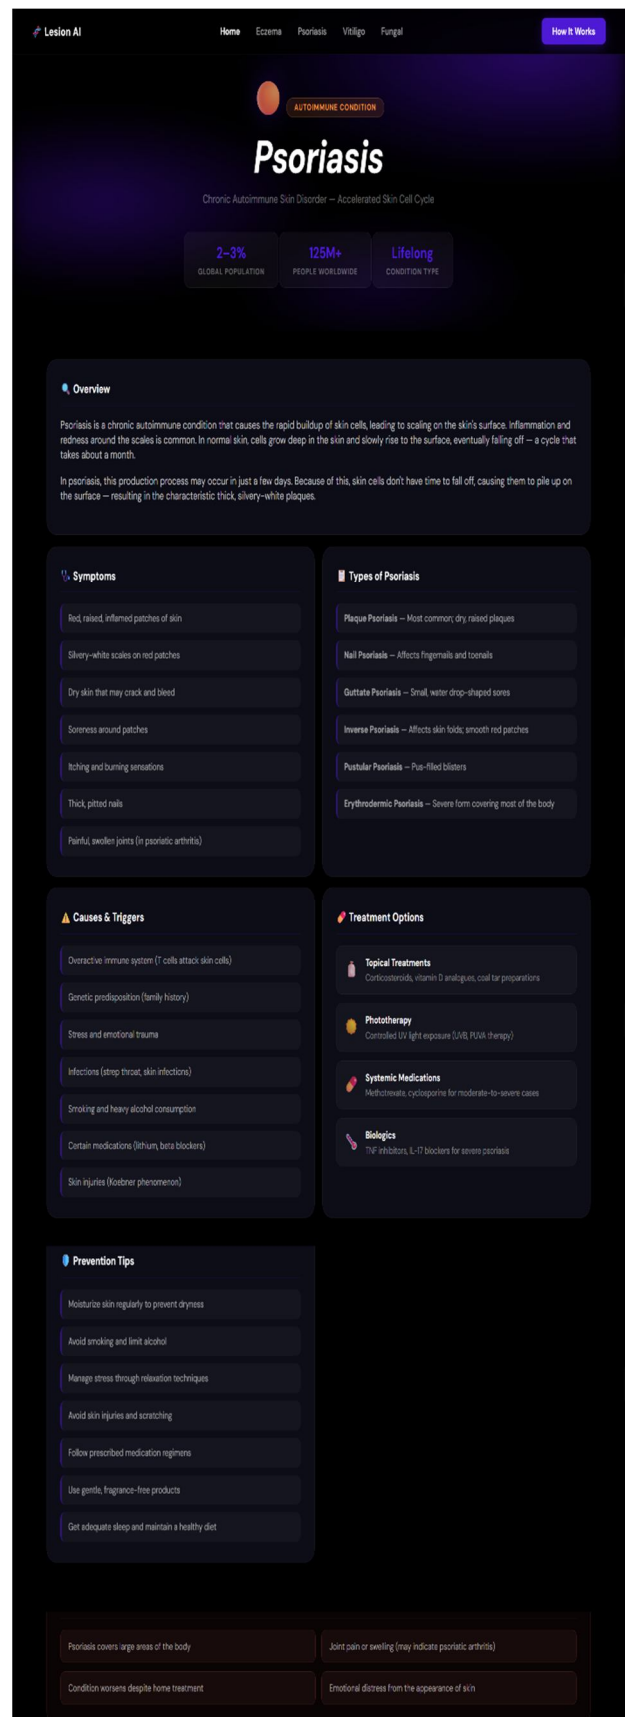 Lesion AI
Home Eczema Psoriasis Vitiligo Fungal
How It Works
AUTOIMMUNE CONDITION
Psoriasis
Chronic Autoimmune Skin Disorder — Accelerated Skin Cell Cycle
2–3%
GLOBAL POPULATION
125M+
PEOPLE WORLDWIDE
Lifelong
CONDITION TYPE
Overview
Psoriasis is a chronic autoimmune condition that causes the rapid buildup of skin cells, leading to scaling on the skin's surface. Inflammation and
redness around the scales is common. In normal skin, cells grow deep in the skin and slowly rise to the surface, eventually falling off — a cycle that
takes about a month.
In psoriasis, this production process may occur in just a few days. Because of this, skin cells don't have time to fall off, causing them to pile up on
the surface — resulting in the characteristic thick, silvery-white plaques.
Symptoms
Red, raised, inflamed patches of skin
Silvery-white scales on red patches
Dry skin that may crack and bleed
Soreness around patches
Itching and burning sensations
Thick, pitted nails
Painful, swollen joints (in psoriatic arthritis)
Types of Psoriasis
Plaque Psoriasis — Most common; dry, raised plaques
Nail Psoriasis — Affects fingernails and toenails
Guttate Psoriasis — Small, water drop-shaped sores
Inverse Psoriasis — Affects skin folds; smooth red patches
Pustular Psoriasis — Pus-filled blisters
Erythrodermic Psoriasis — Severe form covering most of the body
Causes & Triggers
Overactive immune system (T cells attack skin cells)
Genetic predisposition (family history)
Stress and emotional trauma
Infections (strep throat, skin infections)
Smoking and heavy alcohol consumption
Certain medications (lithium, beta blockers)
Skin injuries (Koebner phenomenon)
Treatment Options
Topical Treatments
Corticosteroids, vitamin D analogues, coal tar preparations
Phototherapy
Controlled UV light exposure (UVB, PUVA therapy)
Systemic Medications
Methotrexate, cyclosporine for moderate-to-severe cases
Biologics
TNF inhibitors, IL-17 blockers for severe psoriasis
Prevention Tips
Moisturize skin regularly to prevent dryness
Avoid smoking and limit alcohol
Manage stress through relaxation techniques
Avoid skin injuries and scratching
Follow prescribed medication regimens
Use gentle, fragrance-free products
Get adequate sleep and maintain a healthy diet
Psoriasis covers large areas of the body
Joint pain or swelling (may indicate psoriatic arthritis)
Condition worsens despite home treatment
Emotional distress from the appearance of skin